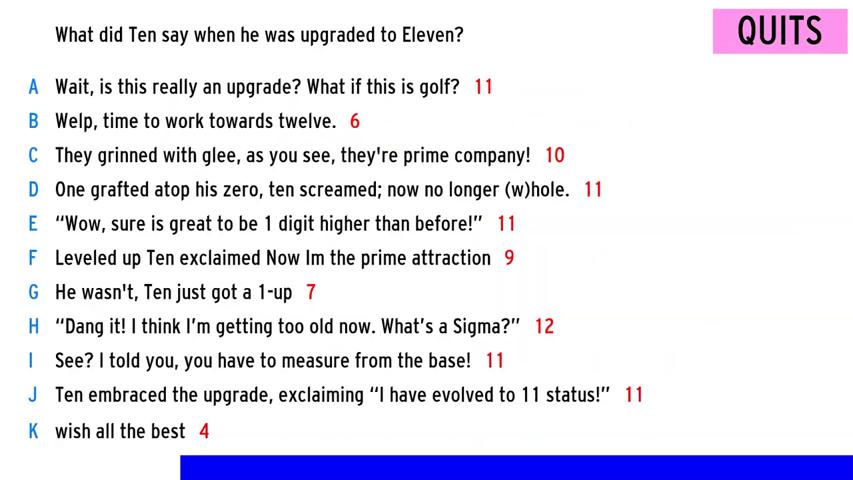 What did Ten say when he was upgraded to Eleven?
QUITS
A Wait, is this really an upgrade? What if this is golf? 11
B Welp, time to work towards twelve. 6
C They grinned with glee, as you see, they're prime company! 10
D One grafted atop his zero, ten screamed; now no longer (w)hole. 11
E “Wow, sure is great to be 1 digit higher than before!” 11
F Leveled up Ten exclaimed Now Im the prime attraction 9
G He wasn't, Ten just got a 1-up 7
H “Dang it! I think I’m getting too old now. What’s a Sigma?” 12
I See? I told you, you have to measure from the base! 11
J Ten embraced the upgrade, exclaiming “I have evolved to 11 status!” 11
K wish all the best 4